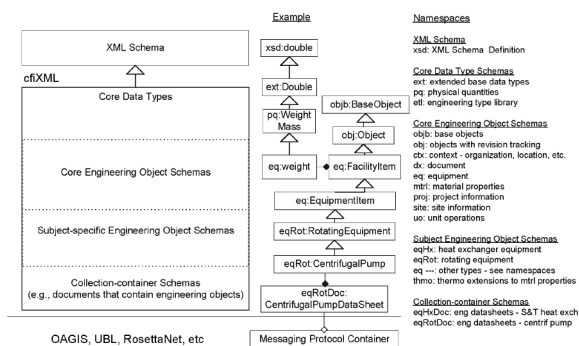 Example
Namespaces
XML Schema
cfiXML
Core Data Types
Core Engineering Object Schemas
Subject-specific Engineering Object Schemas
Collection-container Schemas
(e.g., documents that contain engineering objects)
OAGIS, UBL, RosettaNet, etc
xsd:double
ext:Double
pq:Weight
Mass
eq:weight
objb:BaseObject
obj:Object
eq:FacilityItem
eq:EquipmentItem
eqRot:RotatingEquipment
eqRot:CentrifugalPump
eqRotDoc:
CentrifugalPumpDataSheet
Messaging Protocol Container
XML Schema
xsd: XML Schema Definition
Core Data Type Schemas
ext: extended base data types
pq: physical quantities
etl: engineering type library
Core Engineering Object Schemas
objb: base objects
obj: objects with revision tracking
ctx: context - organization, location, etc.
dx: document
eq: equipment
mtrl: material properties
proj: project information
site: site information
uo: unit operations
Subject Engineering Object Schemas
eqHx: heat exchanger equipment
eqRot: rotating equipment
eq ---: other types - see namespaces
thmo: thermo extensions to mtrl properties
Collection-container Schemas
eqHxDoc: eng datasheets - S&T heat exch
eqRotDoc: eng datasheets - centrif pump